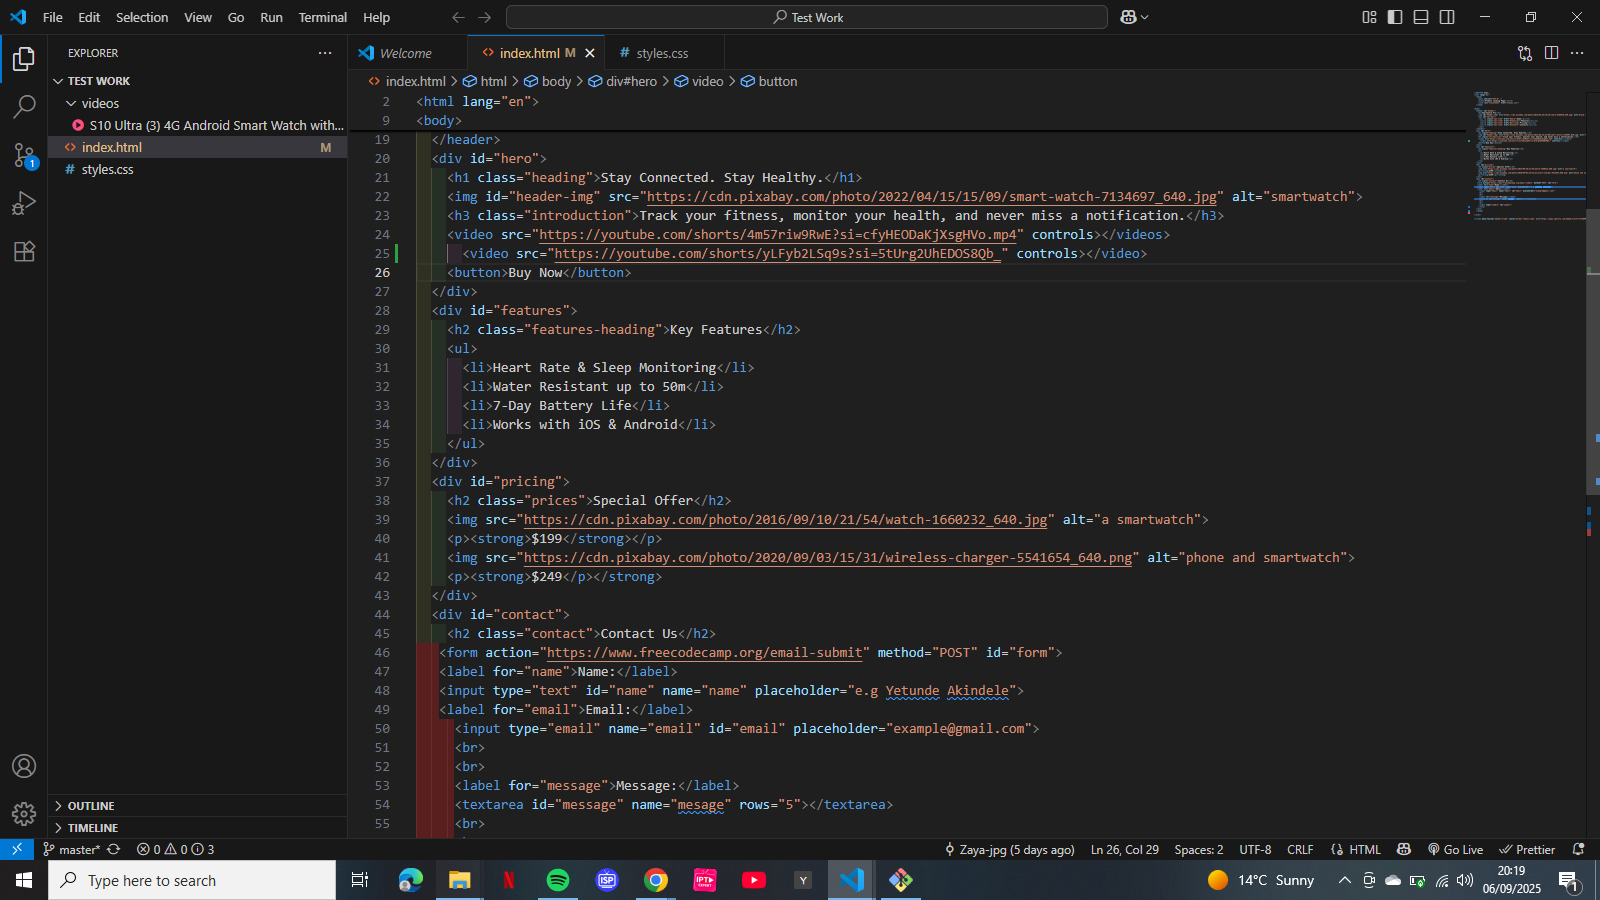 File Edit Selection View Go Run Terminal Help
Test Work
EXPLORER
TEST WORK
videos
S10 Ultra (3) 4G Android Smart Watch with...
index.html M
styles.css
OUTLINE
TIMELINE
Welcome
index.html M
styles.css
index.html > html > body > div#hero > video > button
2 <html lang="en">
9 <body>
19 </header>
20 <div id="hero">
21 <h1 class="heading">Stay Connected. Stay Healthy.</h1>
22 <img id="header-img" src="https://cdn.pixabay.com/photo/2022/04/15/15/09/smart-watch-7134697_640.jpg" alt="smartwatch">
23 <h3 class="introduction">Track your fitness, monitor your health, and never miss a notification.</h3>
24 <video src="https://youtube.com/shorts/4m57riw9RwE?si=cfyHEODaKjXsgHVo.mp4" controls></videos>
25 <video src="https://youtube.com/shorts/yLFyb2LSq9s?si=5tUrg2UhEDOS8Qb_" controls></video>
26 <button>Buy Now</button>
27 </div>
28 <div id="features">
29 <h2 class="features-heading">Key Features</h2>
30 <ul>
31 <li>Heart Rate & Sleep Monitoring</li>
32 <li>Water Resistant up to 50m</li>
33 <li>7-Day Battery Life</li>
34 <li>Works with iOS & Android</li>
35 </ul>
36 </div>
37 <div id="pricing">
38 <h2 class="prices">Special Offer</h2>
39 <img src="https://cdn.pixabay.com/photo/2016/09/10/21/54/watch-1660232_640.jpg" alt="a smartwatch">
40 <p><strong>$199</strong></p>
41 <img src="https://cdn.pixabay.com/photo/2020/09/03/15/31/wireless-charger-5541654_640.png" alt="phone and smartwatch">
42 <p><strong>$249</p></strong>
43 </div>
44 <div id="contact">
45 <h2 class="contact">Contact Us</h2>
46 <form action="https://www.freecodecamp.org/email-submit" method="POST" id="form">
47 <label for="name">Name:</label>
48 <input type="text" id="name" name="name" placeholder="e.g Yetunde Akindele">
49 <label for="email">Email:</label>
50 <input type="email" name="email" id="email" placeholder="example@gmail.com">
51 <br>
52 <br>
53 <label for="message">Message:</label>
54 <textarea id="message" name="mesage" rows="5"></textarea>
55 <br>
master* 0 0 3
Zaya-jpg (5 days ago) Ln 26, Col 29 Spaces: 2 UTF-8 CRLF HTML Go Live Prettier
Type here to search
14°C Sunny
20:19
06/09/2025
1